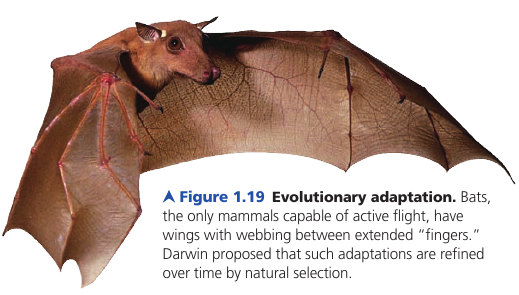 Figure 1.19 Evolutionary adaptation. Bats,
the only mammals capable of active flight, have
wings with webbing between extended “fingers.”
Darwin proposed that such adaptations are refined
over time by natural selection.